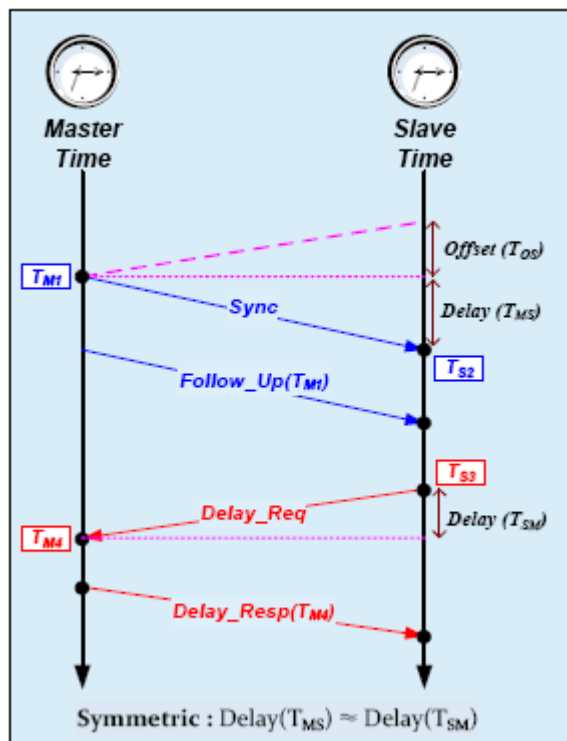 Master
Time
Slave
Time
Offset (TOS)
TM1
Sync
Delay (TMS)
TS2
Follow_Up(TM1)
TS3
Delay_Req
Delay (TSM)
TM4
Delay_Resp(TM4)
Symmetric : Delay(TMS) ≈ Delay(TSM)